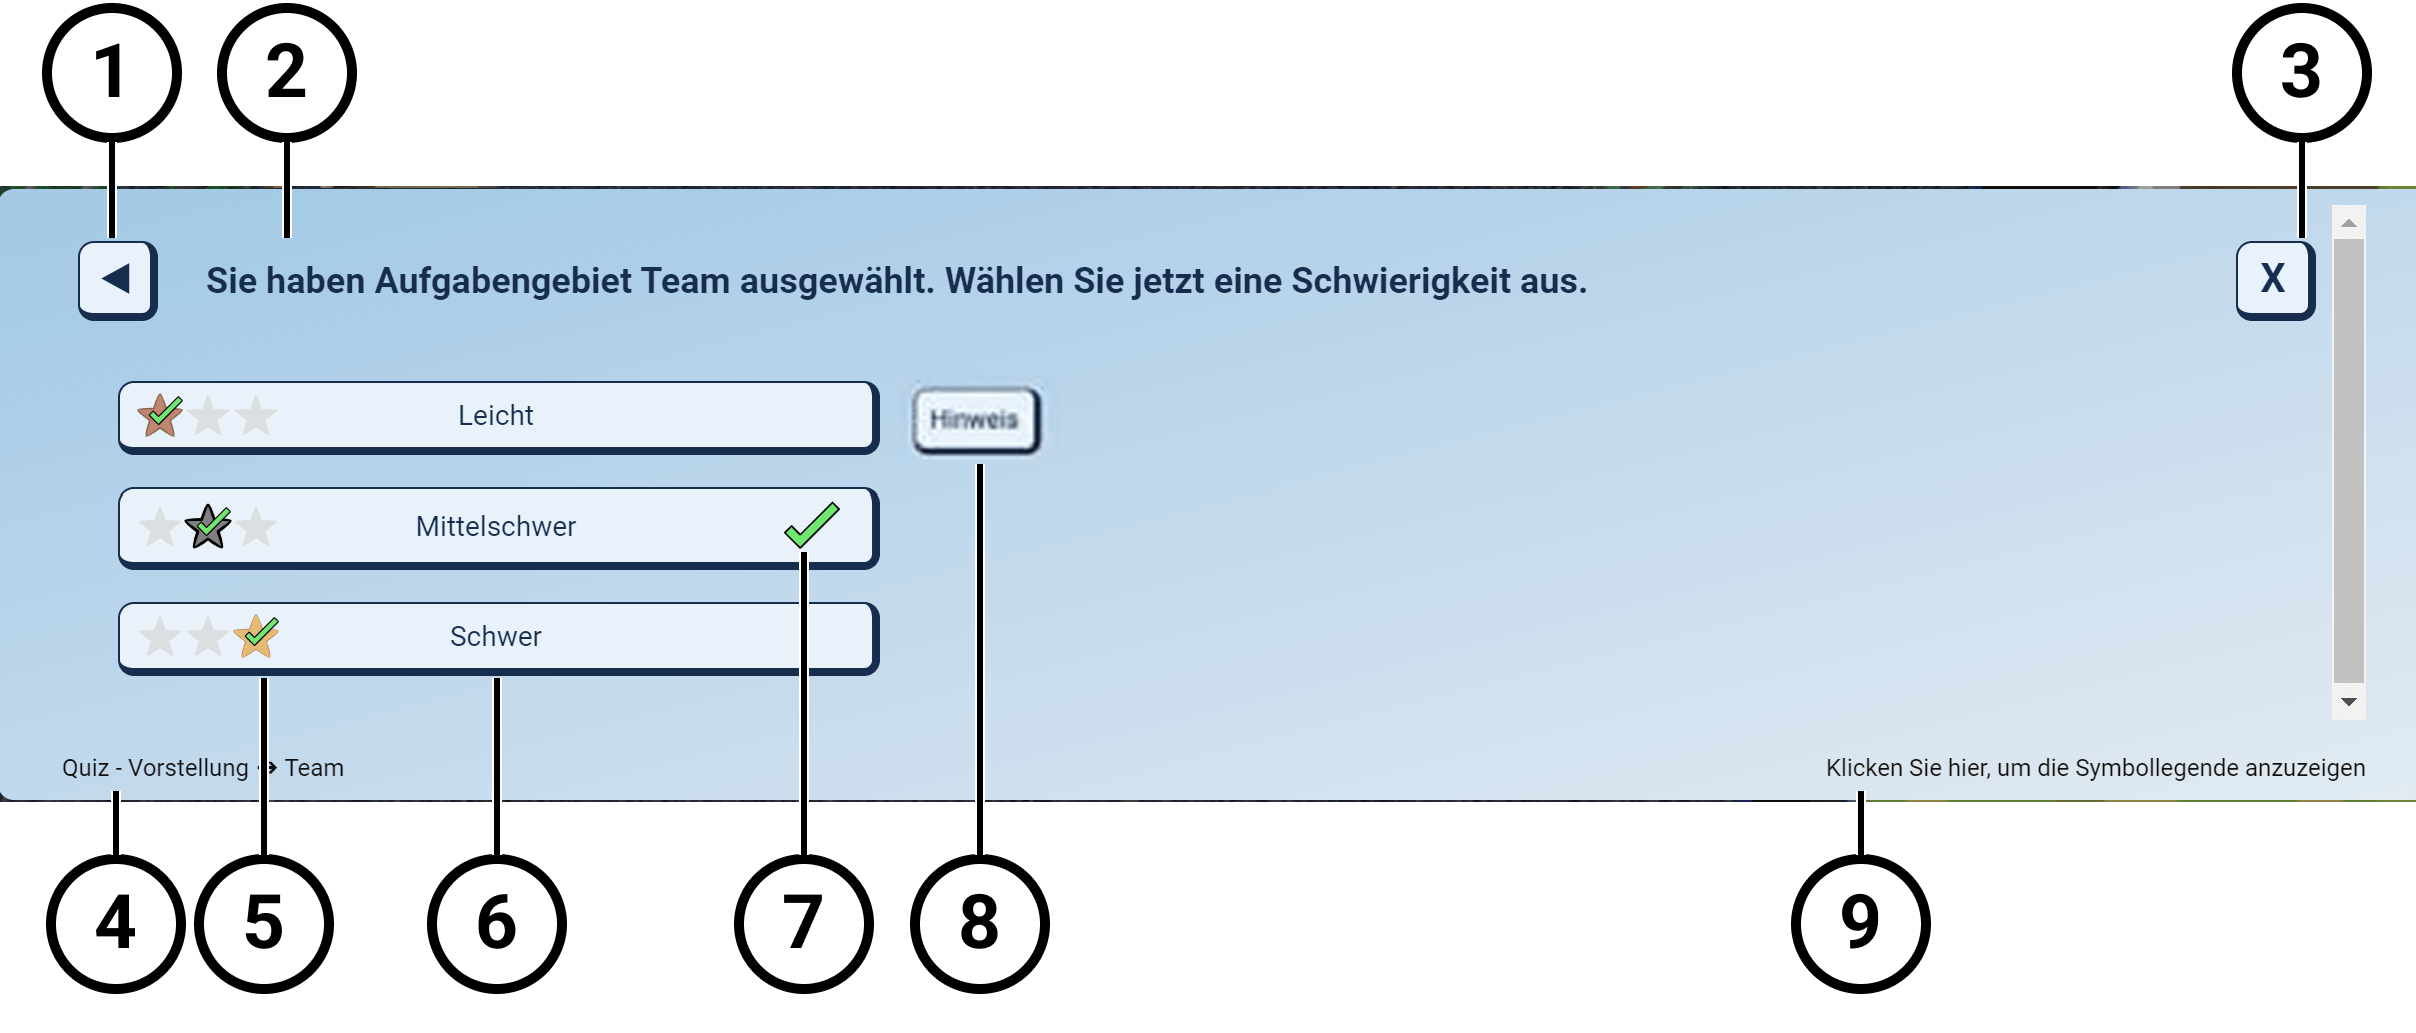 1 2 3
Sie haben Aufgabengebiet Team ausgewählt. Wählen Sie jetzt eine Schwierigkeit aus.
X
Leicht
Hinweis
Mittelschwer
Schwer
Quiz - Vorstellung → Team
Klicken Sie hier, um die Symbollegende anzuzeigen
4 5 6 7 8 9